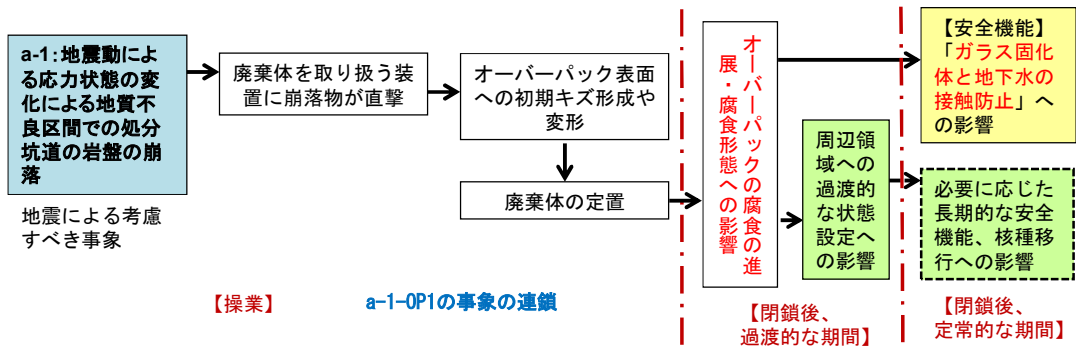 a-1:地震動によ
る応力状態の変
化による地質不
良区間での処分
坑道の岩盤の崩
落
地震による考慮
すべき事象
廃棄体を取り扱う装
置に崩落物が直撃
オーバーパック表面
への初期キズ形成や
変形
廃棄体の定置
オーバーパックの腐食の進
展・腐食形態への影響
周辺領
域への
過渡的
な状態
設定へ
の影響
【安全機能】
「ガラス固化
体と地下水の
接触防止」へ
の影響
必要に応じた
長期的な安全
機能、核種移
行への影響
【操業】
a-1-OP1の事象の連鎖
【閉鎖後、
過渡的な期間】
【閉鎖後、
定常的な期間】